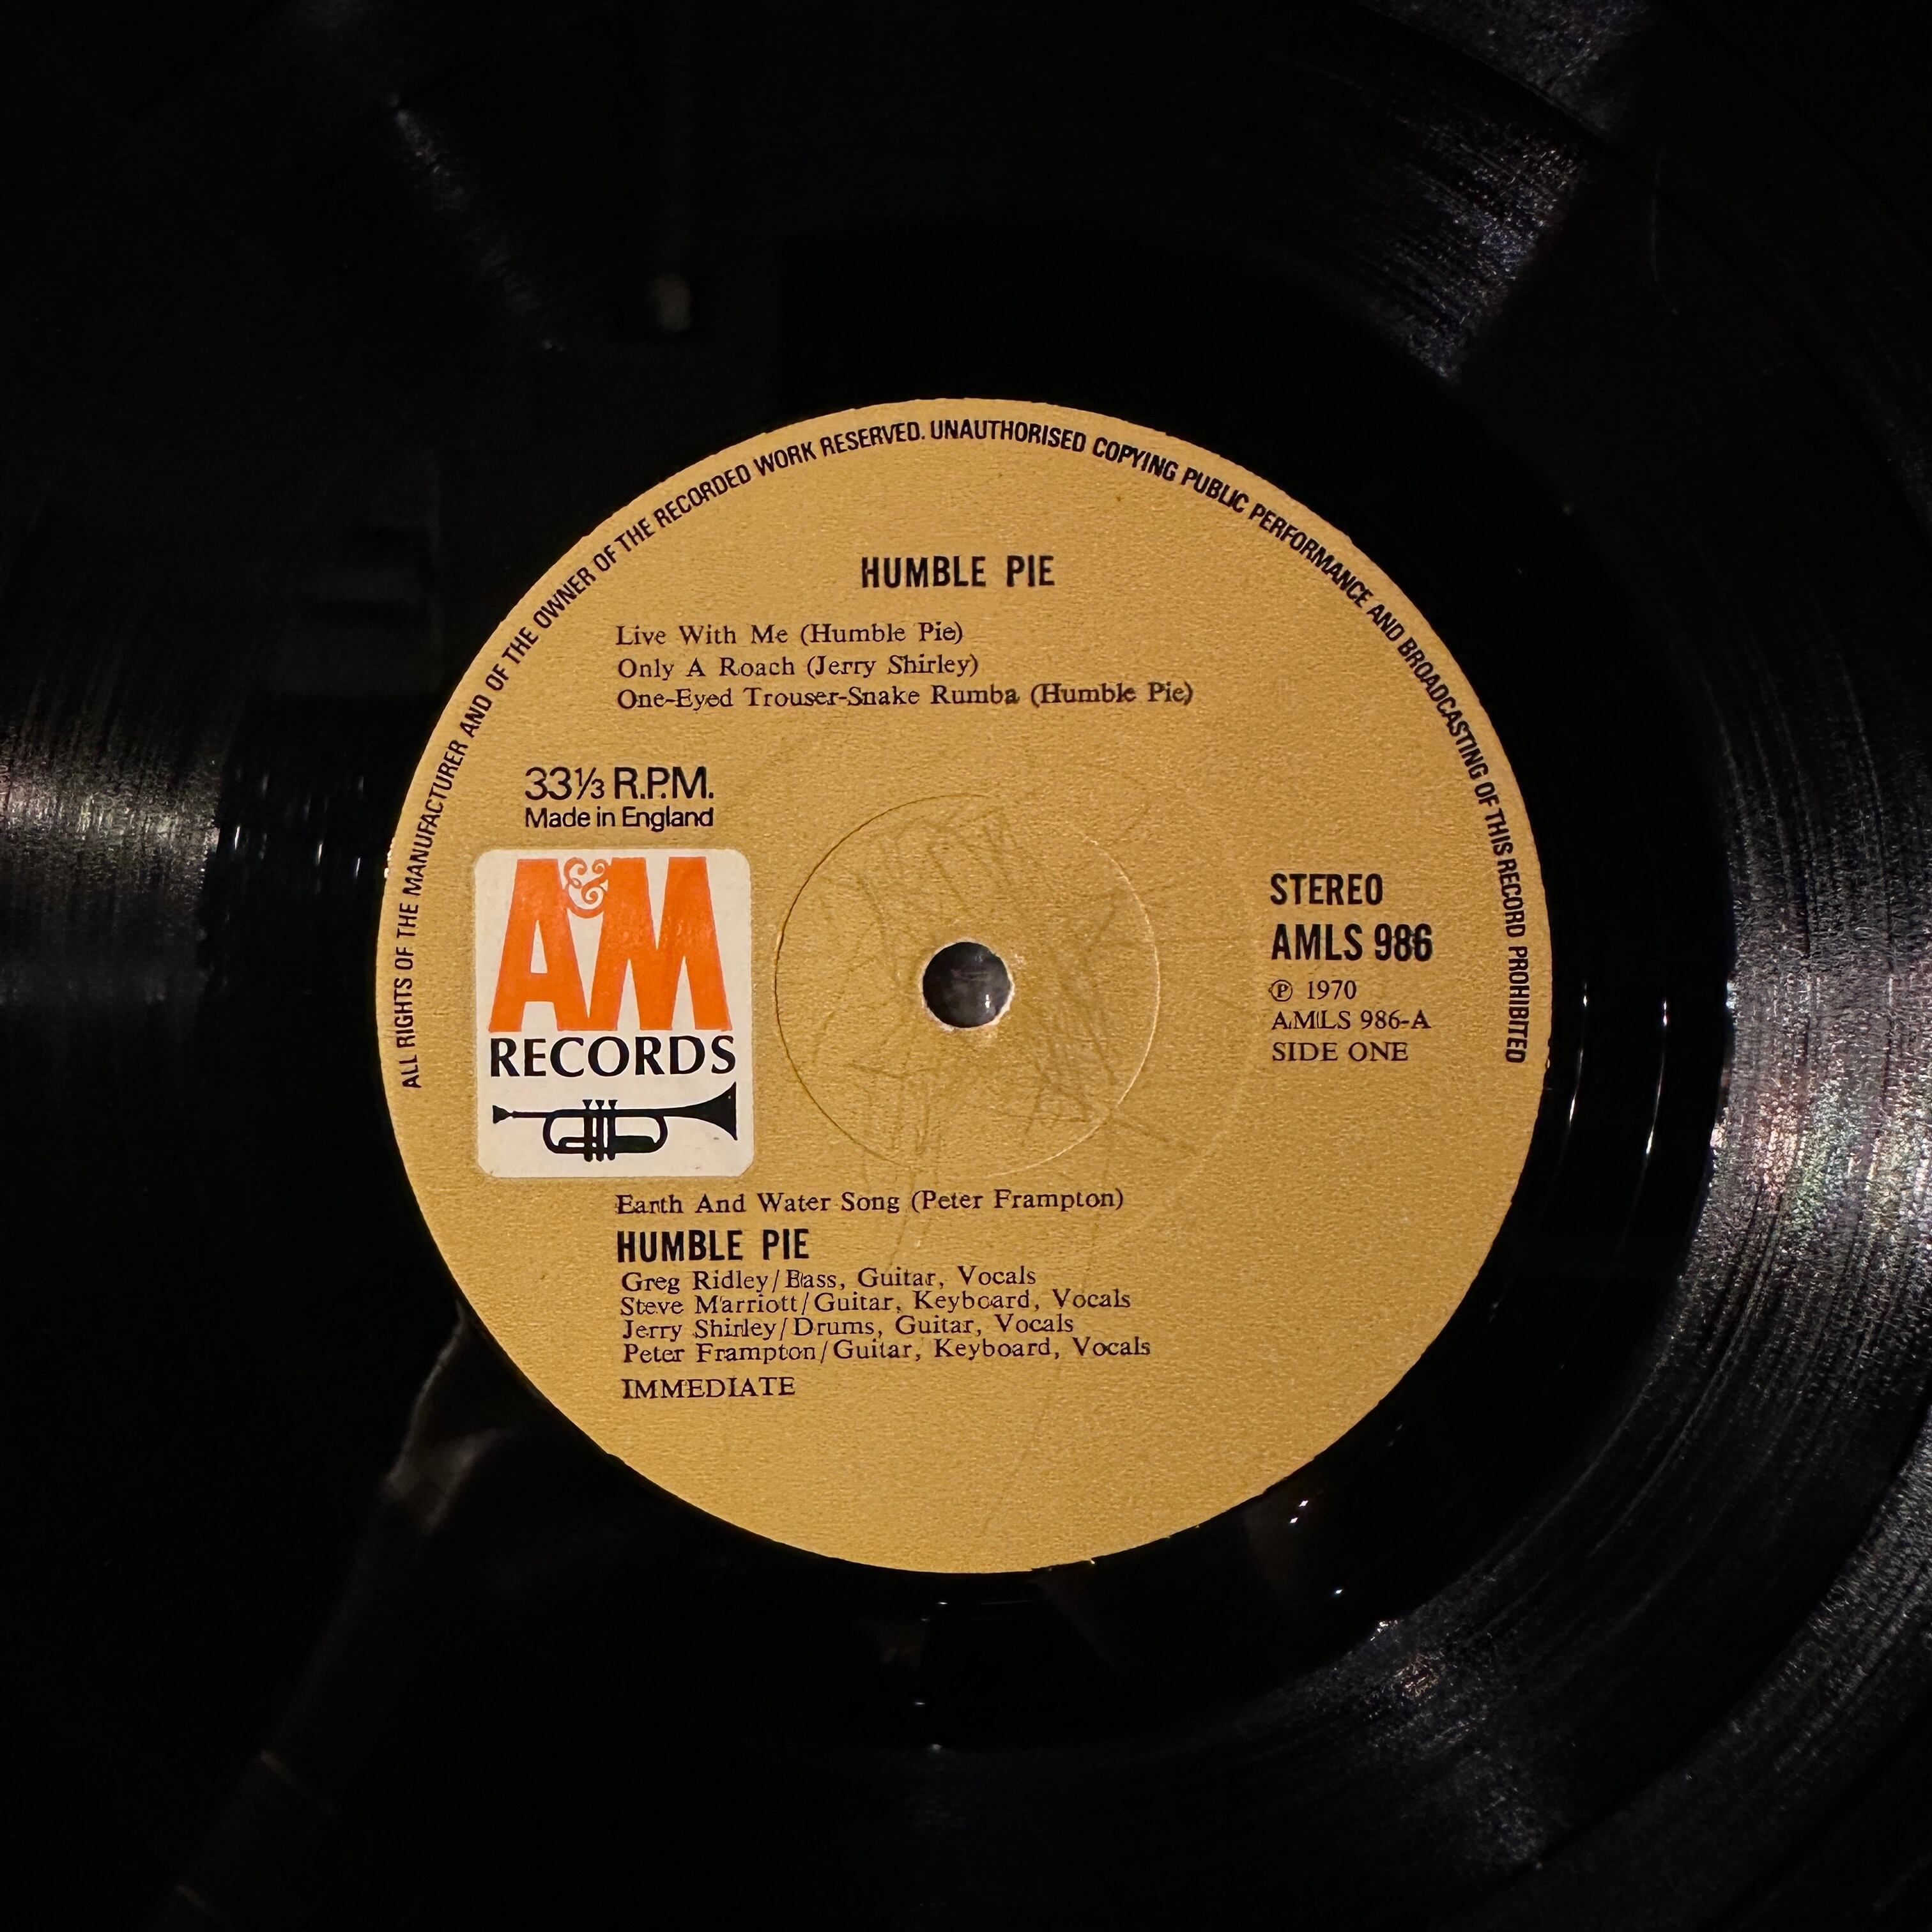 ALL RIGHTS OF THE MANUFACTURER AND OF THE OWNER OF THE RECORDED WORK RESERVED. UNAUTHORISED COPYING PUBLIC PERFORMANCE AND BROADCASTING OF THIS RECORD PROHIBITED
HUMBLE PIE
Live With Me (Humble Pie)
Only A Roach (Jerry Shirley)
One-Eyed Trouser-Snake Rumba (Humble Pie)
33⅓ R.P.M.
Made in England
A&M
RECORDS
STEREO
AMLS 986
℗ 1970
AMLS 986-A
SIDE ONE
Earth And Water Song (Peter Frampton)
HUMBLE PIE
Greg Ridley/Bass, Guitar, Vocals
Steve Marriott/Guitar, Keyboard, Vocals
Jerry Shirley/Drums, Guitar, Vocals
Peter Frampton/Guitar, Keyboard, Vocals
IMMEDIATE